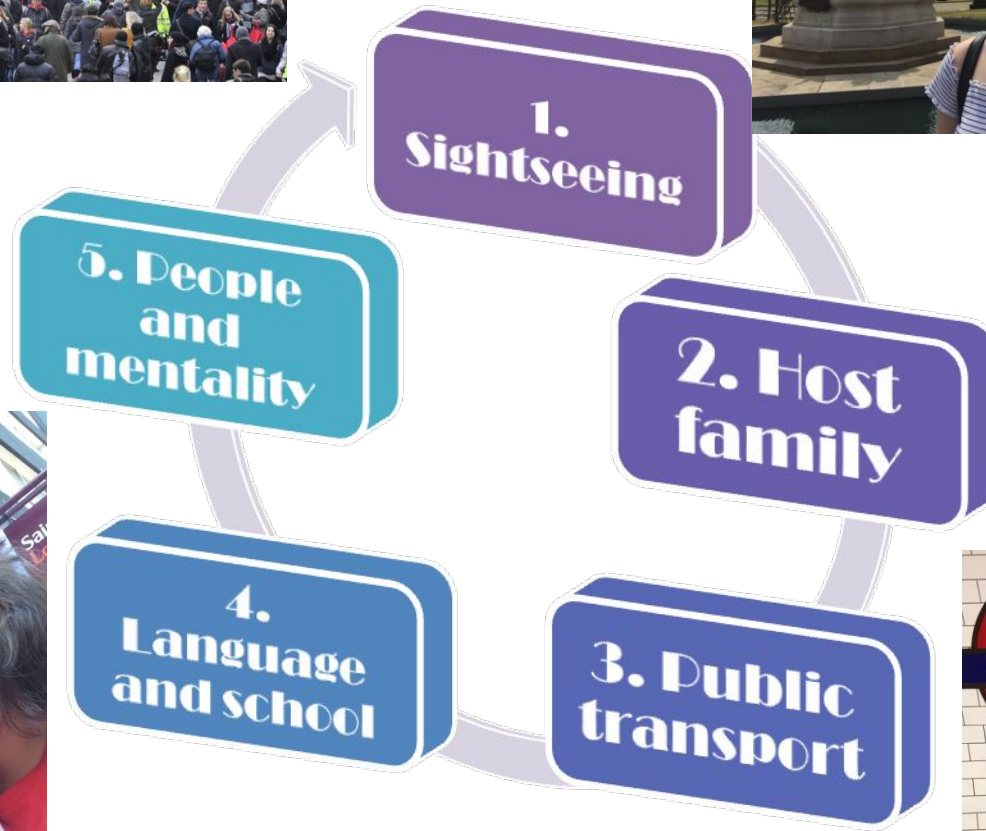 1.
Sightseeing
2. Host
family
3. Public
transport
4.
Language
and school
5. People
and
mentality